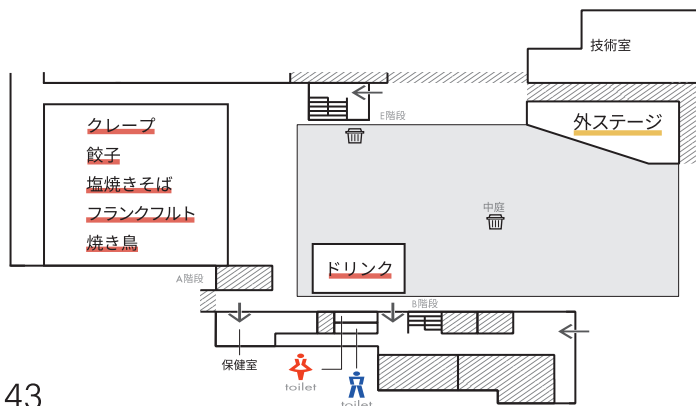 技術室
クレープ
餃子
塩焼きそば
フランクフルト
焼き鳥
E階段
外ステージ
中庭
ドリンク
A階段
B階段
保健室
toilet
toilet
43